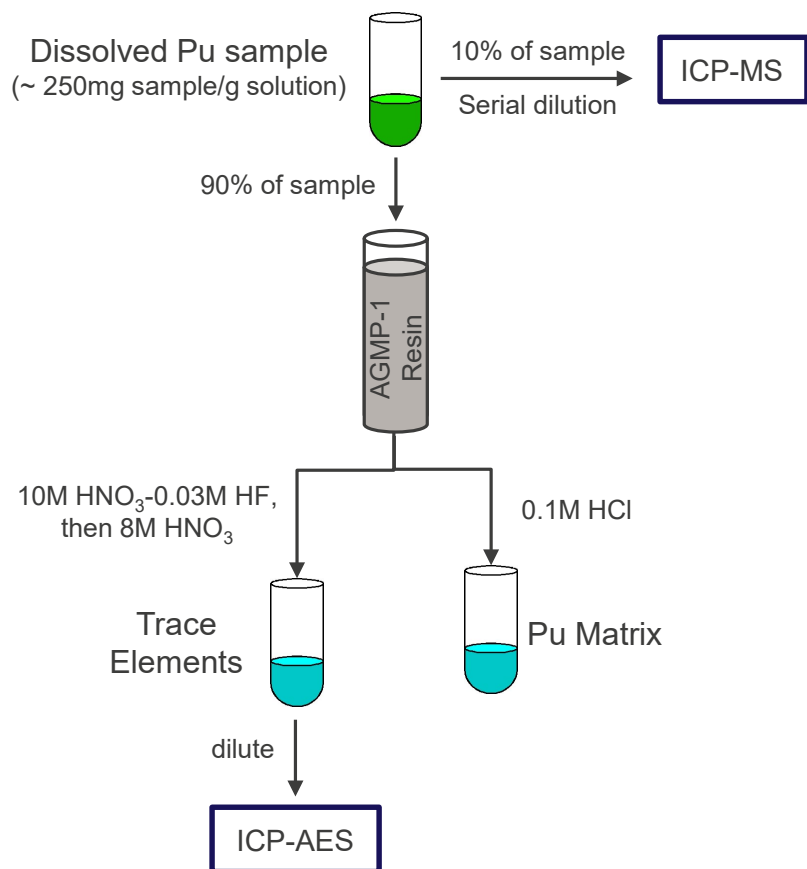 Dissolved Pu sample
(~ 250mg sample/g solution)
10% of sample
Serial dilution
ICP-MS
90% of sample
AGMP-1
Resin
10M HNO₃-0.03M HF,
then 8M HNO₃
0.1M HCl
Trace
Elements
Pu Matrix
dilute
ICP-AES